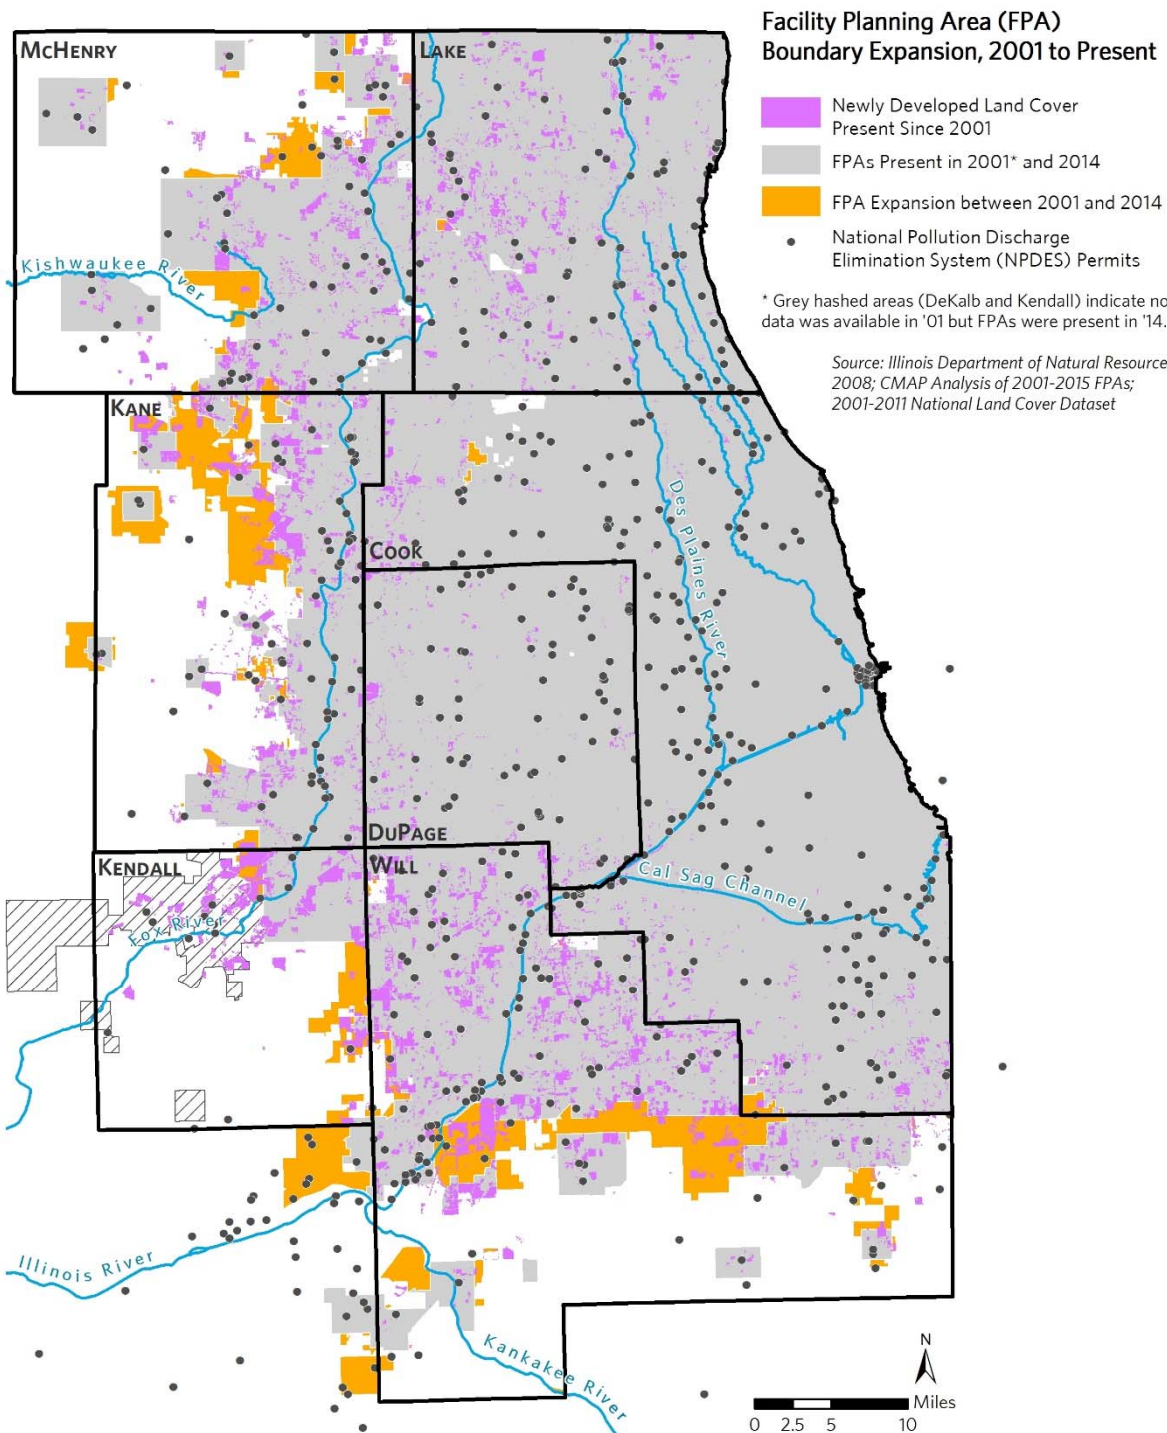 Facility Planning Area (FPA)
Boundary Expansion, 2001 to Present
Newly Developed Land Cover
Present Since 2001
FPAs Present in 2001* and 2014
FPA Expansion between 2001 and 2014
National Pollution Discharge
Elimination System (NPDES) Permits
* Grey hashed areas (DeKalb and Kendall) indicate no
data was available in '01 but FPAs were present in '14.
Source: Illinois Department of Natural Resource
2008; CMAP Analysis of 2001-2015 FPAs;
2001-2011 National Land Cover Dataset
MCHENRY
LAKE
Kishwaukee River
KANE
Des Plaines River
Cook
DUPAGE
WILL
KENDALL
Cal Sag Channel
Fox River
Illinois River
Kankakee River
N
Miles
0 2.5 5 10